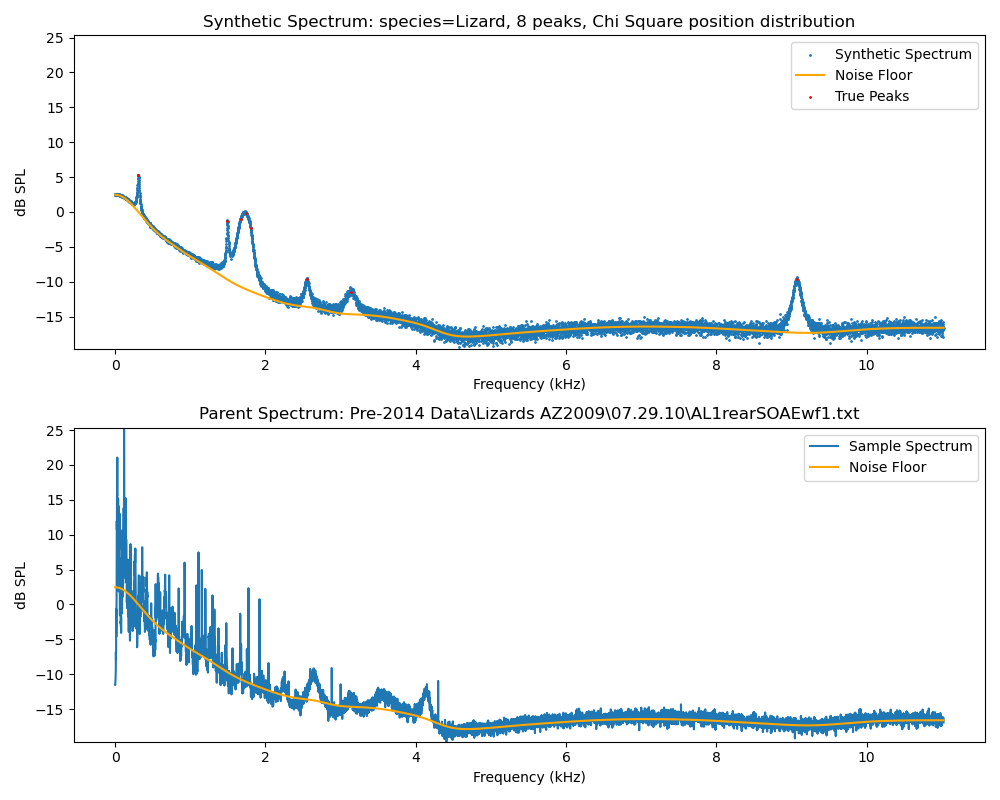 Synthetic Spectrum: species=Lizard, 8 peaks, Chi Square position distribution
25
20
15
10
5
0
−5
−10
−15
dB SPL
Synthetic Spectrum
Noise Floor
True Peaks
0 2 4 6 8 10
Frequency (kHz)
Parent Spectrum: Pre-2014 Data\Lizards AZ2009\07.29.10\AL1rearSOAEwf1.txt
25
20
15
10
5
0
−5
−10
−15
dB SPL
Sample Spectrum
Noise Floor
0 2 4 6 8 10
Frequency (kHz)